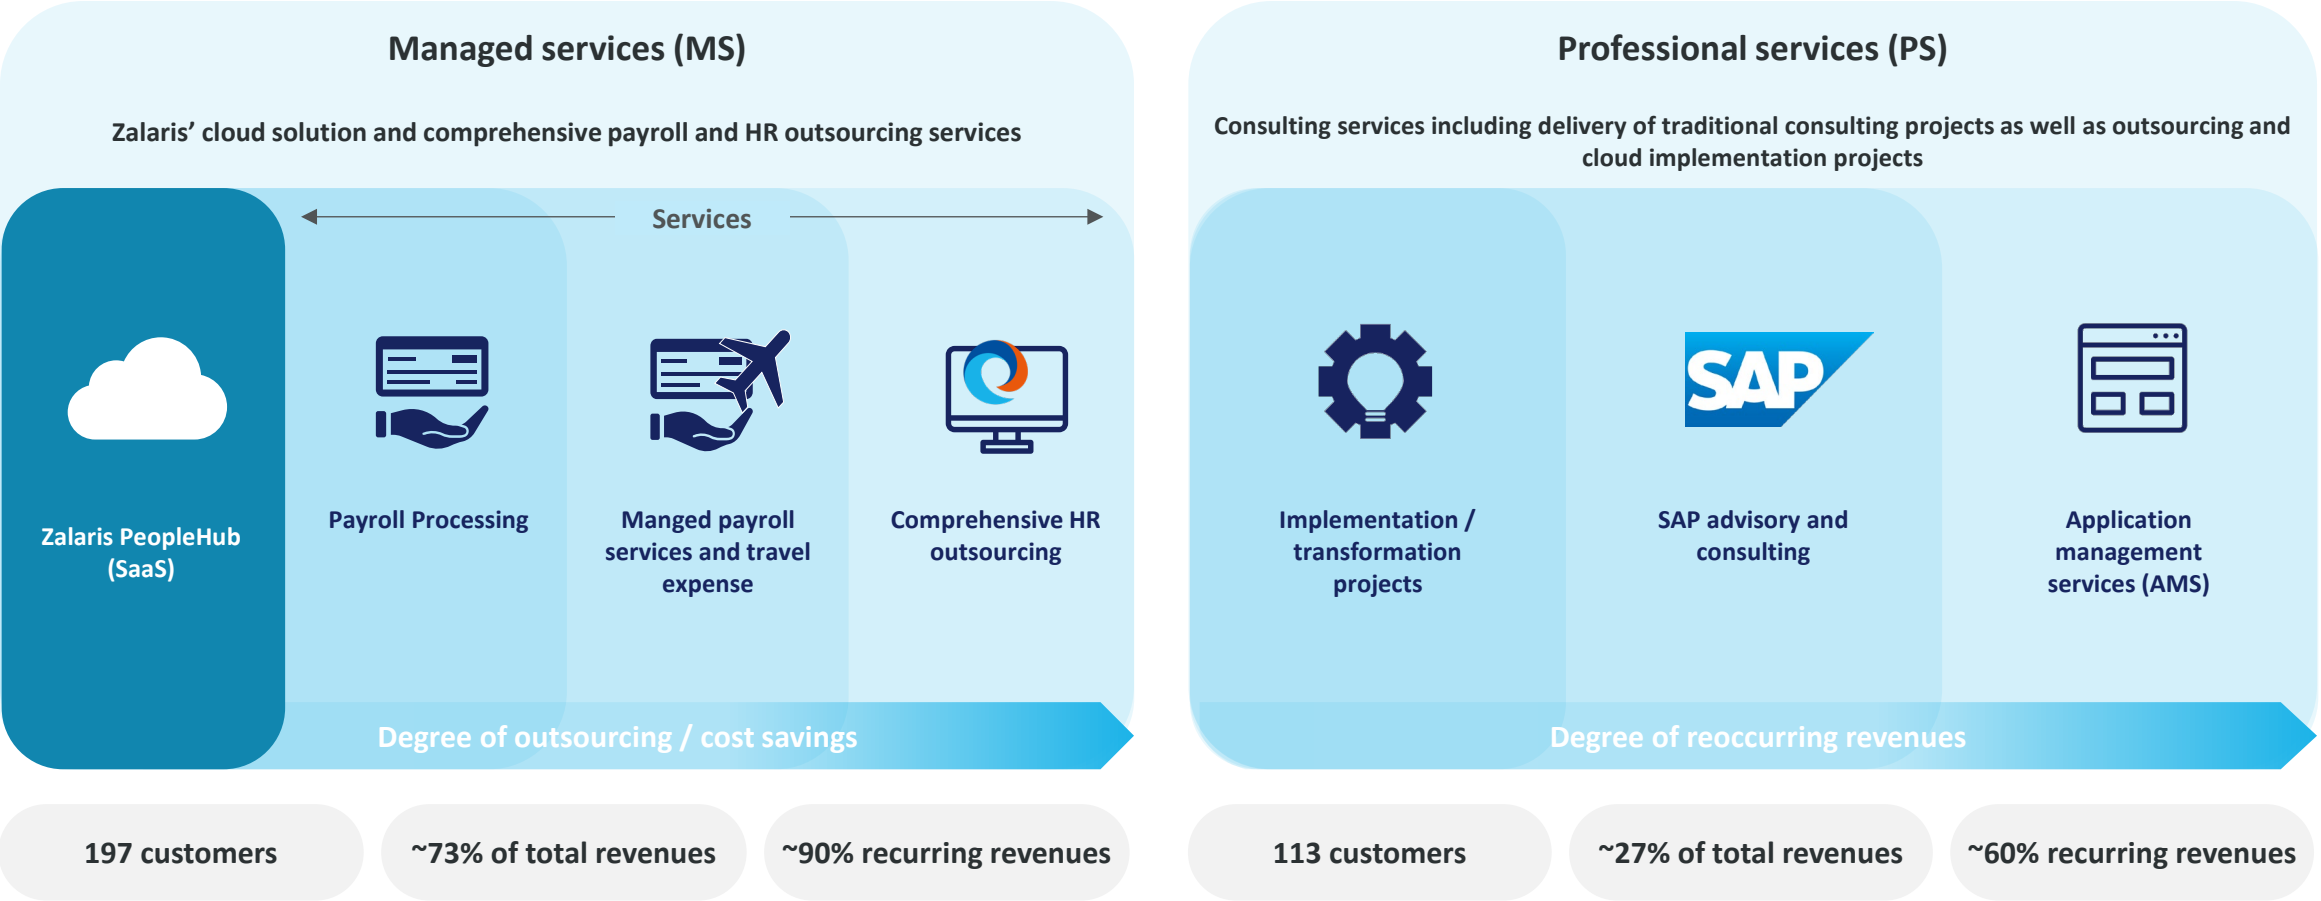 Managed services (MS)
Zalaris’ cloud solution and comprehensive payroll and HR outsourcing services
Services
Zalaris PeopleHub
(SaaS)
Payroll Processing
Manged payroll
services and travel
expense
Comprehensive HR
outsourcing
Degree of outsourcing / cost savings
197 customers
~73% of total revenues
~90% recurring revenues
Professional services (PS)
Consulting services including delivery of traditional consulting projects as well as outsourcing and
cloud implementation projects
Implementation /
transformation
projects
SAP
SAP advisory and
consulting
Application
management
services (AMS)
Degree of reoccurring revenues
113 customers
~27% of total revenues
~60% recurring revenues